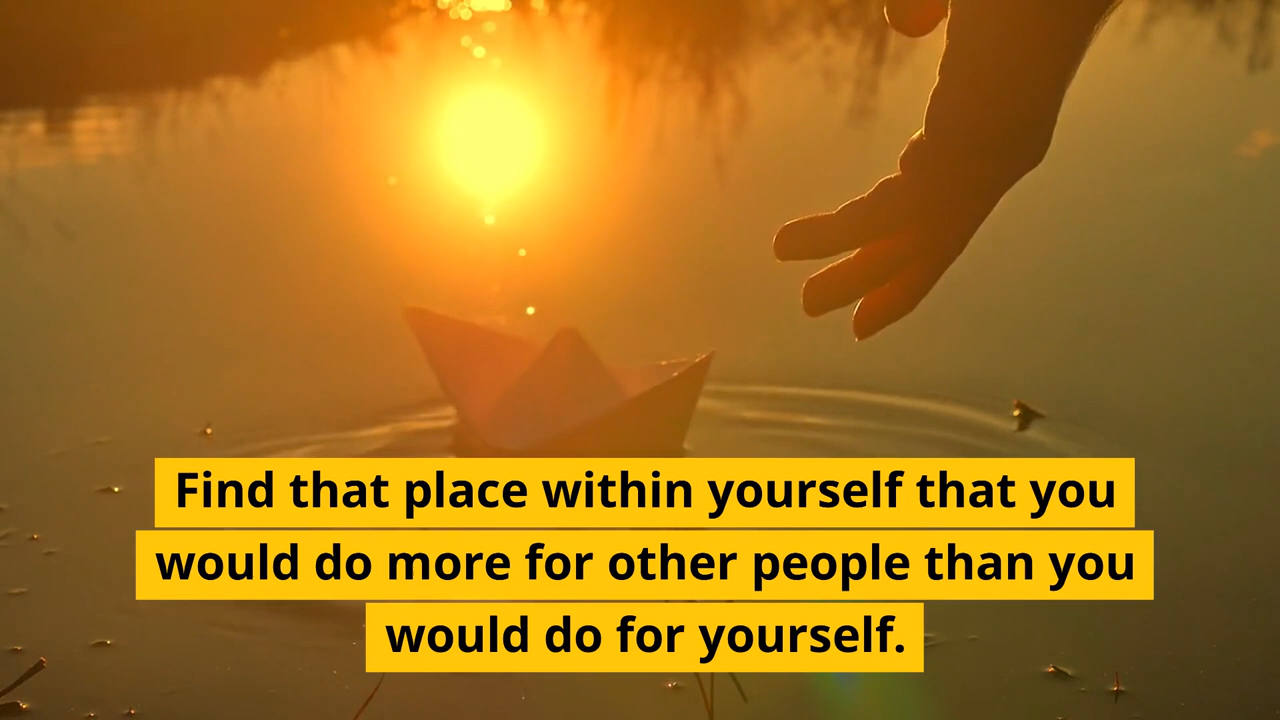 Find that place within yourself that you
would do more for other people than you
would do for yourself.